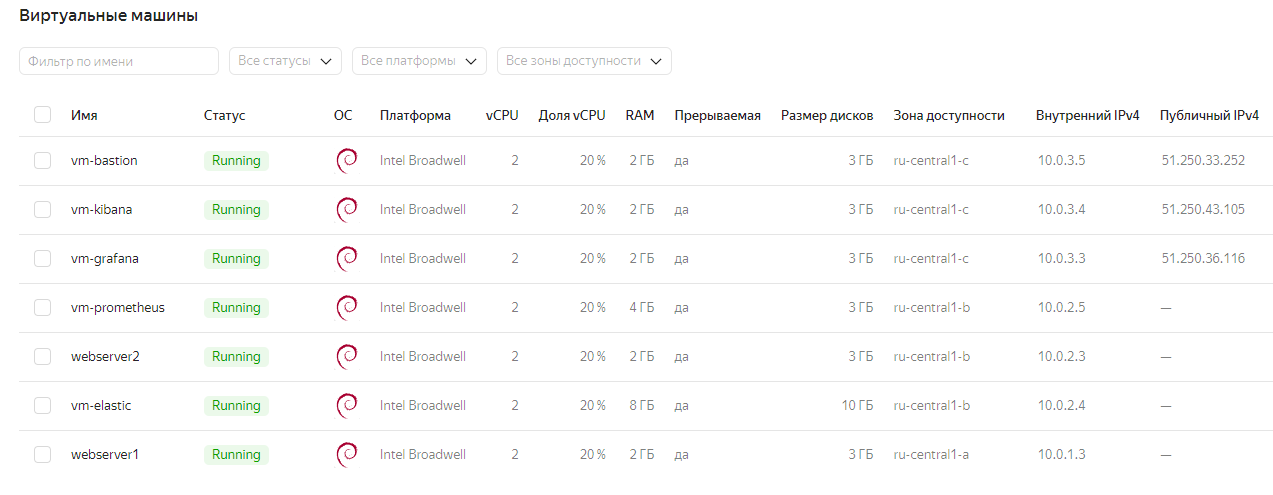 Виртуальные машины
Фильтр по имени Все статусы Все платформы Все зоны доступности
Имя Статус ОС Платформа vCPU Доля vCPU RAM Прерываемая Размер дисков Зона доступности Внутренний IPv4 Публичный IPv4
vm-bastion Running Intel Broadwell 2 20 % 2 ГБ да 3 ГБ ru-central1-c 10.0.3.5 51.250.33.252
vm-kibana Running Intel Broadwell 2 20 % 2 ГБ да 3 ГБ ru-central1-c 10.0.3.4 51.250.43.105
vm-grafana Running Intel Broadwell 2 20 % 2 ГБ да 3 ГБ ru-central1-c 10.0.3.3 51.250.36.116
vm-prometheus Running Intel Broadwell 2 20 % 4 ГБ да 3 ГБ ru-central1-b 10.0.2.5 —
webserver2 Running Intel Broadwell 2 20 % 2 ГБ да 3 ГБ ru-central1-b 10.0.2.3 —
vm-elastic Running Intel Broadwell 2 20 % 8 ГБ да 10 ГБ ru-central1-b 10.0.2.4 —
webserver1 Running Intel Broadwell 2 20 % 2 ГБ да 3 ГБ ru-central1-a 10.0.1.3 —